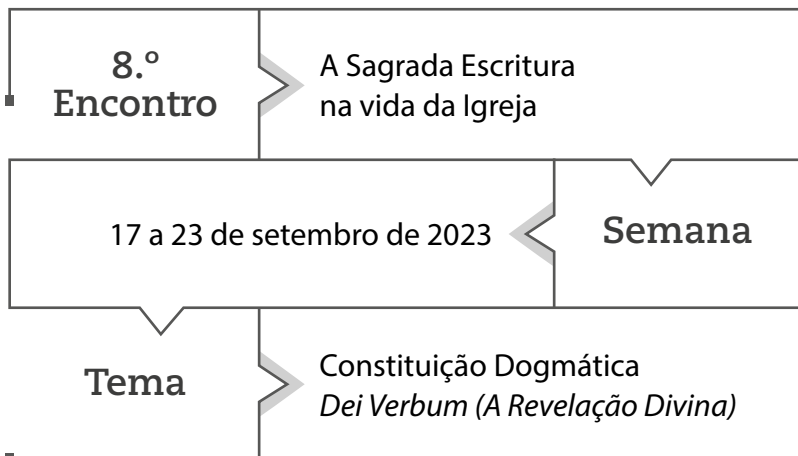 8.º
Encontro
A Sagrada Escritura
na vida da Igreja
17 a 23 de setembro de 2023
Semana
Tema
Constituição Dogmática
Dei Verbum (A Revelação Divina)